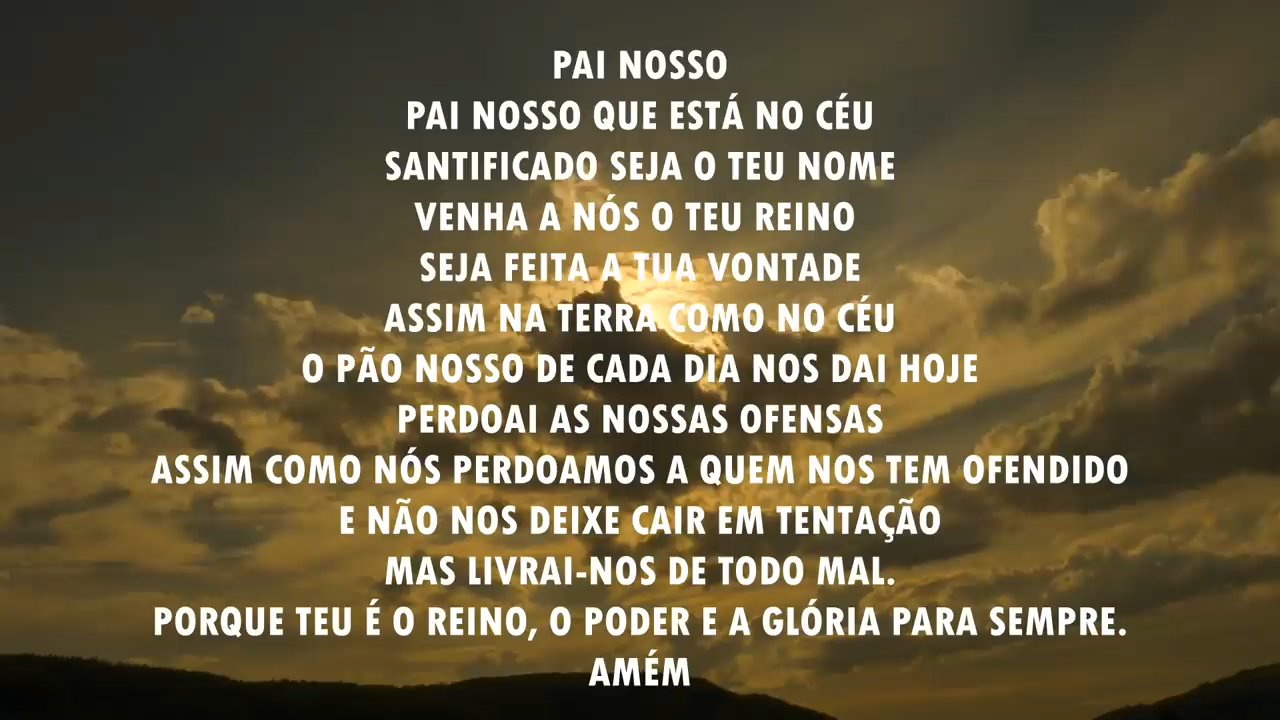 PAI NOSSO
PAI NOSSO QUE ESTÁ NO CÉU
SANTIFICADO SEJA O TEU NOME
VENHA A NÓS O TEU REINO
SEJA FEITA A TUA VONTADE
ASSIM NA TERRA COMO NO CÉU
O PÃO NOSSO DE CADA DIA NOS DAI HOJE
PERDOAI AS NOSSAS OFENSAS
ASSIM COMO NÓS PERDOAMOS A QUEM NOS TEM OFENDIDO
E NÃO NOS DEIXE CAIR EM TENTAÇÃO
MAS LIVRAI-NOS DE TODO MAL.
PORQUE TEU É O REINO, O PODER E A GLÓRIA PARA SEMPRE.
AMÉM